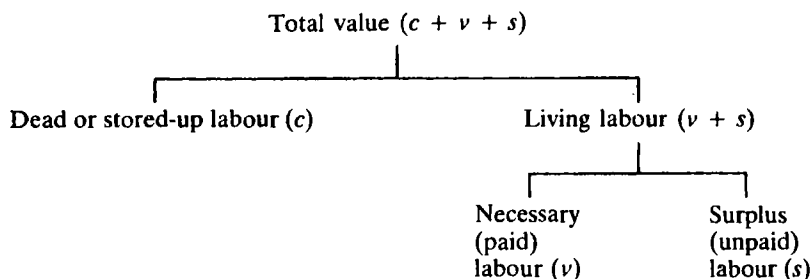 Total value (c + v + s)
Dead or stored-up labour (c)
Living labour (v + s)
Necessary
(paid)
labour (v)
Surplus
(unpaid)
labour (s)